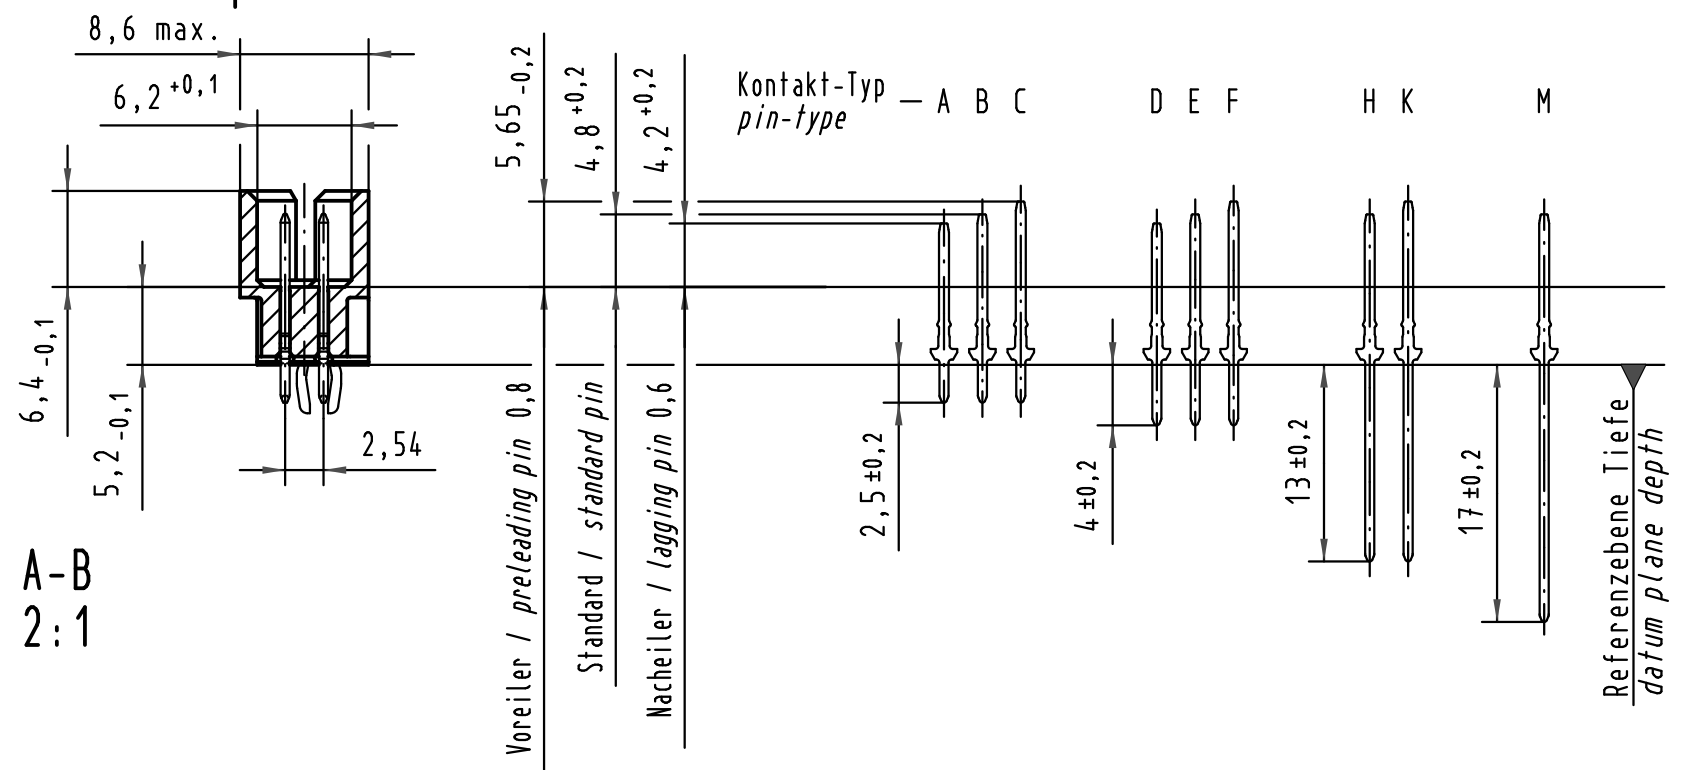 8,6 max.
6,2 +0,1
6,4 -0,1
5,2 -0,1
2,54
A-B
2:1
5,65 -0,2
4,8 +0,2
4,2 +0,2
Voreiler / preleading pin 0,8
Standard / standard pin
Nacheiler / lagging pin 0,6
Kontakt-Typ
pin-type
— A B C D E F H K M
2,5 ±0,2
4 ±0,2
13 ±0,2
17 ±0,2
Referenzebene Tiefe
datum plane depth